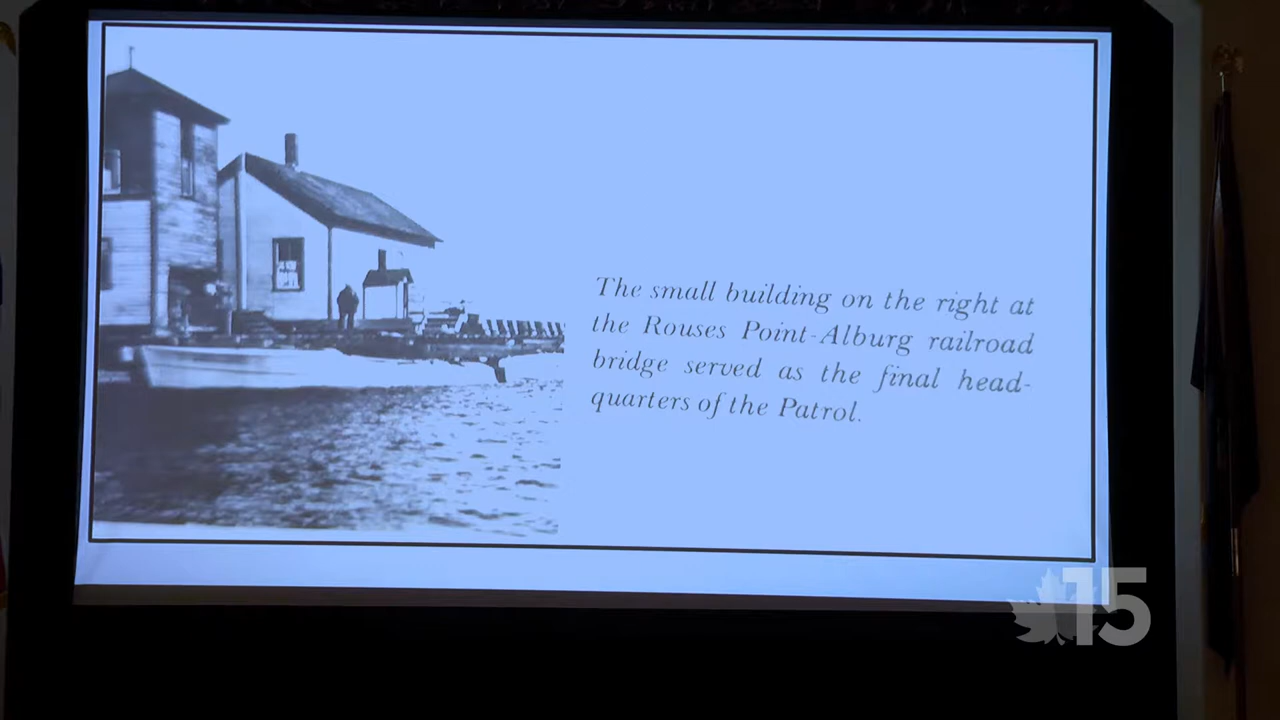 The small building on the right at
the Rouses Point-Alburg railroad
bridge served as the final head-
quarters of the Patrol.
15